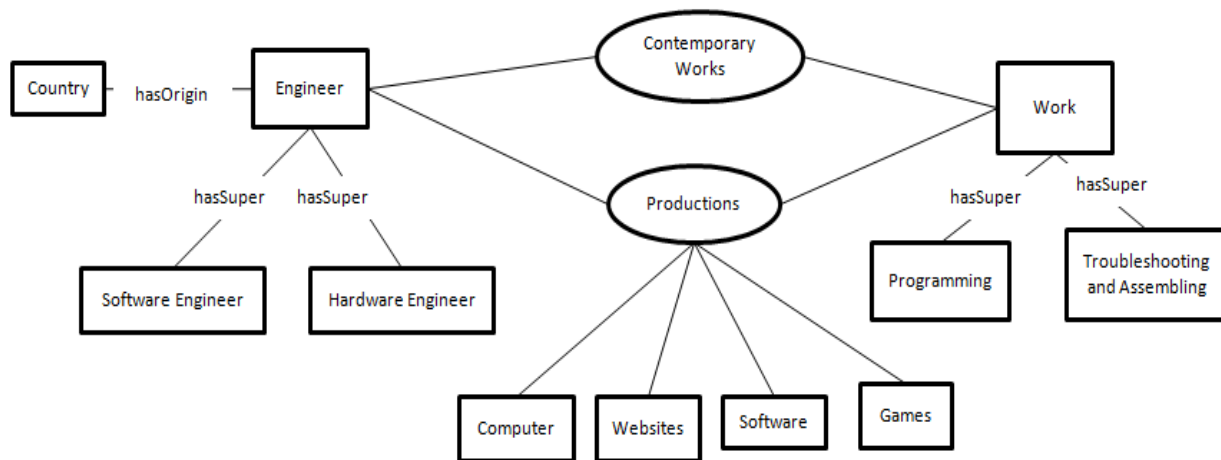 Contemporary
Works
Country
hasOrigin
Engineer
Work
hasSuper
hasSuper
Productions
hasSuper
hasSuper
Software Engineer
Hardware Engineer
Programming
Troubleshooting
and Assembling
Computer
Websites
Software
Games